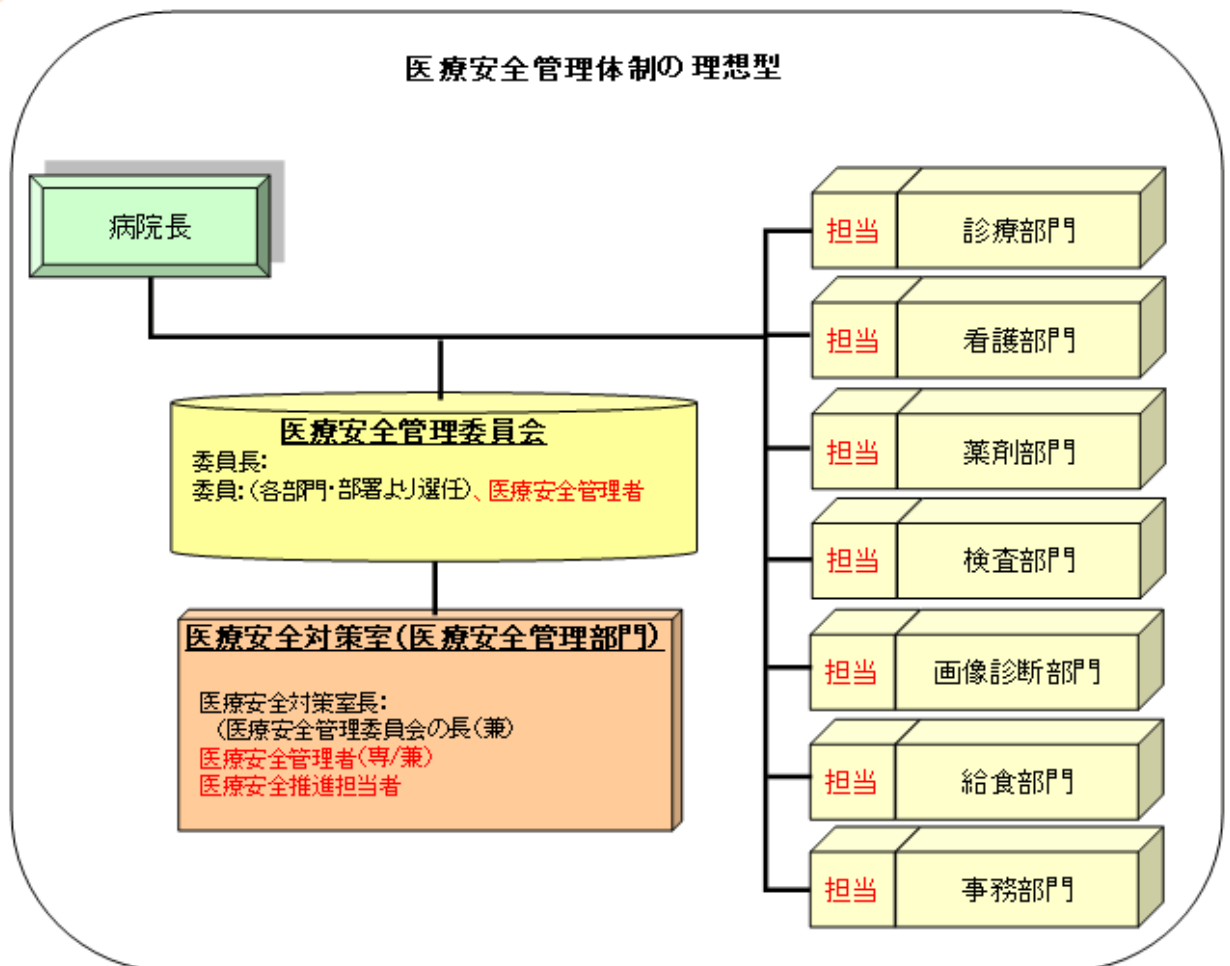 医療安全管理体制の理想型
病院長
医療安全管理委員会
委員長:
委員:(各部門・部署より選任)、医療安全管理者
医療安全対策室(医療安全管理部門)
医療安全対策室長:
(医療安全管理委員会の長(兼)
医療安全管理者(専/兼)
医療安全推進担当者
担当 診療部門
担当 看護部門
担当 薬剤部門
担当 検査部門
担当 画像診断部門
担当 給食部門
担当 事務部門